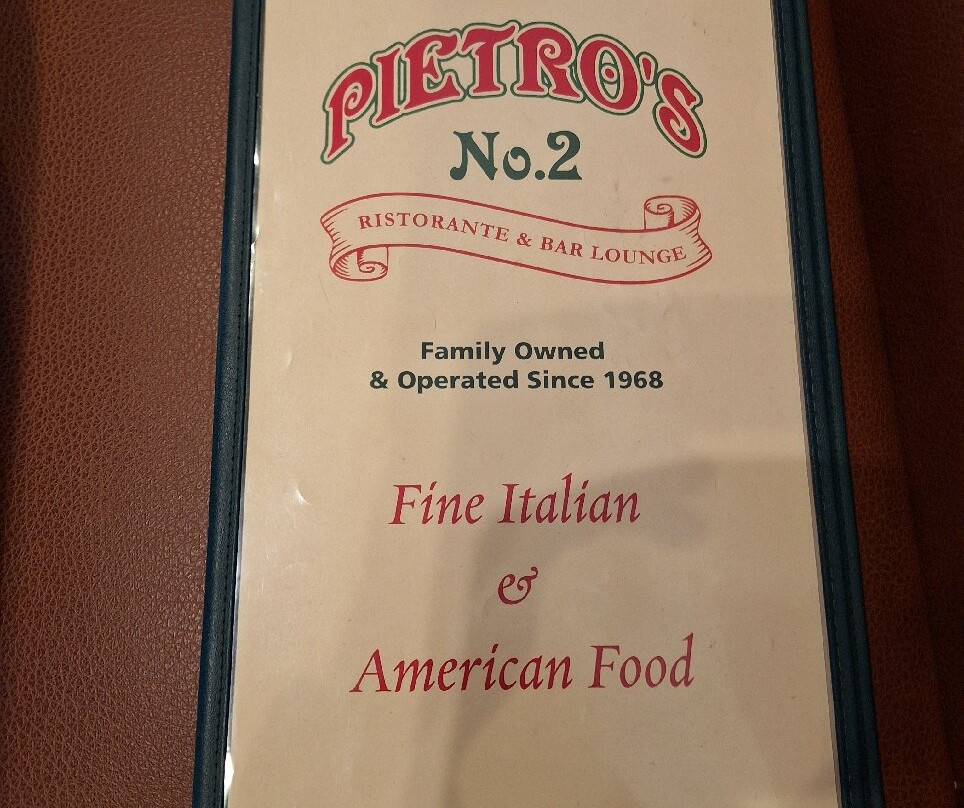 PIETRO'S
No.2
RISTORANTE & BAR LOUNGE
Family Owned
& Operated Since 1968
Fine Italian
&
American Food